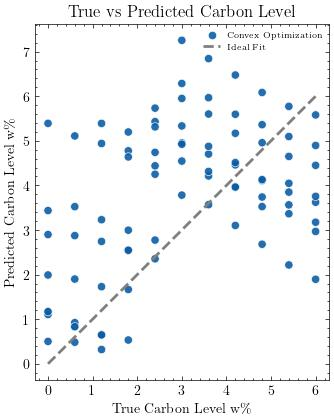 True vs Predicted Carbon Level
Convex Optimization
Ideal Fit
7
6
5
4
3
2
1
0
Predicted Carbon Level w%
0 1 2 3 4 5 6
True Carbon Level w%